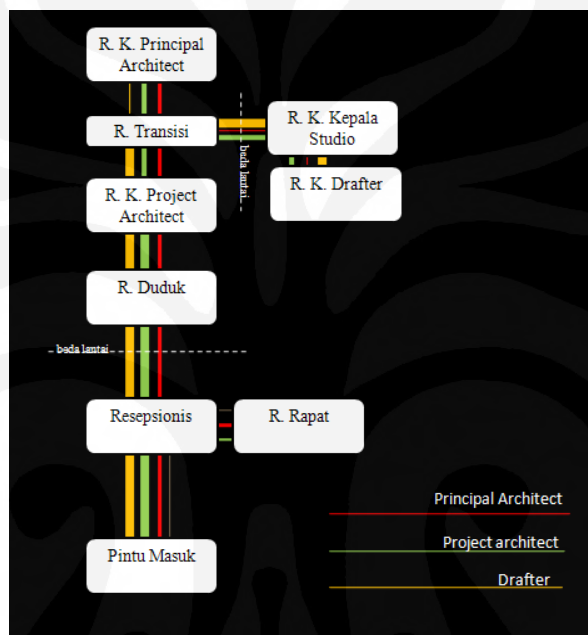 R. K. Principal
Architect
R. Transisi
R. K. Kepala
Studio
beda lantai
R. K. Drafter
R. K. Project
Architect
R. Duduk
beda lantai
Resepsionis
R. Rapat
Pintu Masuk
Principal Architect
Project architect
Drafter